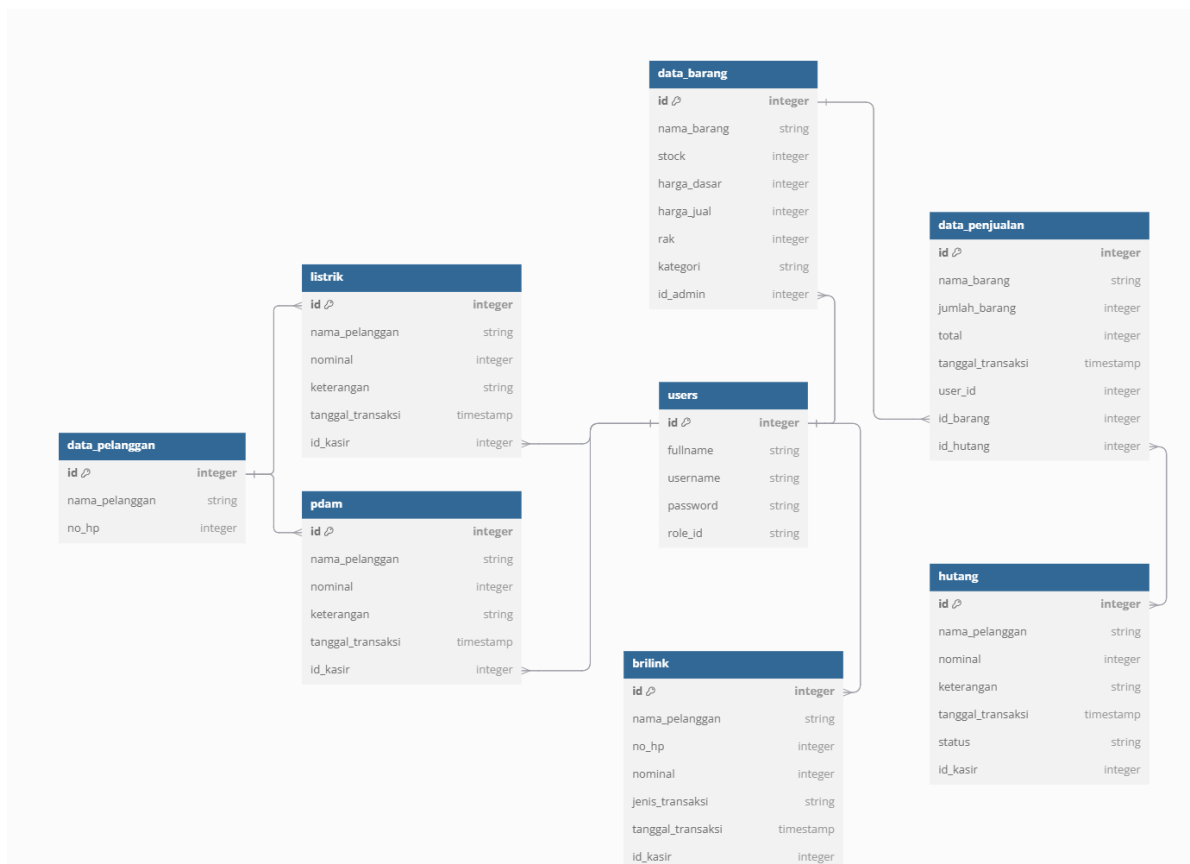 data_barang
id integer
nama_barang string
stock integer
harga_dasar integer
harga_jual integer
rak integer
kategori string
id_admin integer
data_penjualan
id integer
nama_barang string
jumlah_barang integer
total integer
tanggal_transaksi timestamp
user_id integer
id_barang integer
id_hutang integer
listrik
id integer
nama_pelanggan string
nominal integer
keterangan string
tanggal_transaksi timestamp
id_kasir integer
users
id integer
fullname string
username string
password string
role_id string
data_pelanggan
id integer
nama_pelanggan string
no_hp integer
pdam
id integer
nama_pelanggan string
nominal integer
keterangan string
tanggal_transaksi timestamp
id_kasir integer
hutang
id integer
nama_pelanggan string
nominal integer
keterangan string
tanggal_transaksi timestamp
status string
id_kasir integer
brilink
id integer
nama_pelanggan string
no_hp integer
nominal integer
jenis_transaksi string
tanggal_transaksi timestamp
id_kasir integer